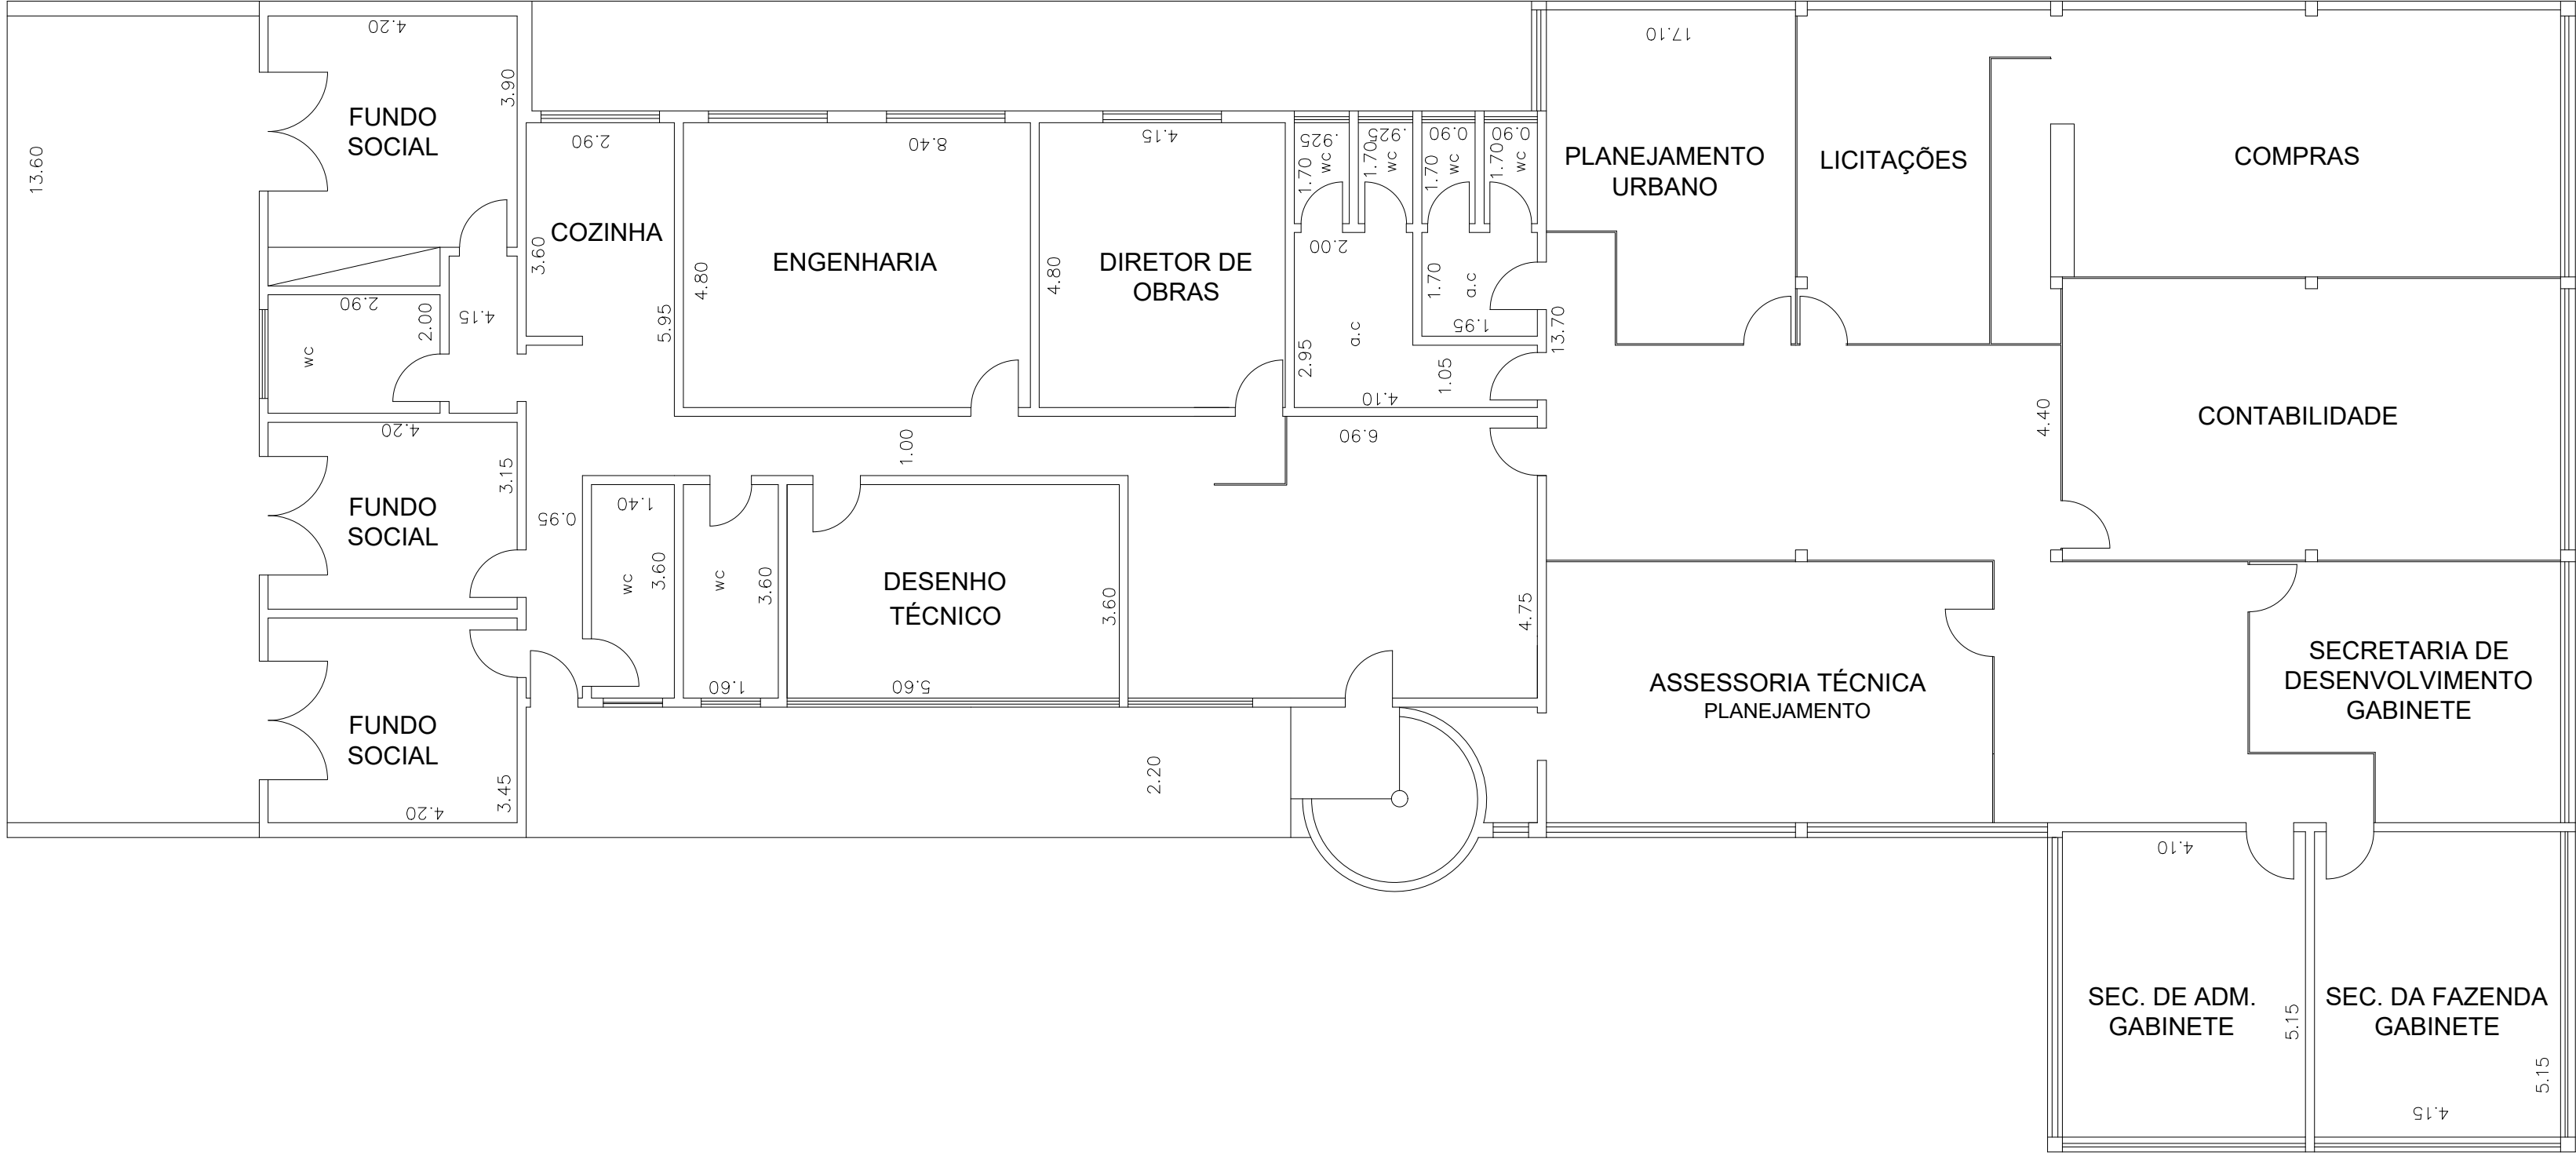 4.20
17.10
3.90
FUNDO
SOCIAL
13.60
2.90
8.40
4.15
.925
.925
0.90
0.90
1.70
wc
1.70
wc
1.70
wc
1.70
wc
PLANEJAMENTO
URBANO
LICITAÇÕES
COMPRAS
COZINHA
3.60
ENGENHARIA
4.80
DIRETOR DE
OBRAS
4.80
2.00
1.70
a.c
1.95
2.90
2.00
4.15
wc
5.95
a.c
2.95
1.05
4.10
13.70
4.40
CONTABILIDADE
4.20
3.15
FUNDO
SOCIAL
1.00
6.90
0.95
1.40
wc
3.60
wc
3.60
1.60
DESENHO
TÉCNICO
3.60
5.60
4.75
ASSESSORIA TÉCNICA
PLANEJAMENTO
SECRETARIA DE
DESENVOLVIMENTO
GABINETE
FUNDO
SOCIAL
3.45
4.20
2.20
4.10
SEC. DE ADM.
GABINETE
5.15
SEC. DA FAZENDA
GABINETE
5.15
4.15